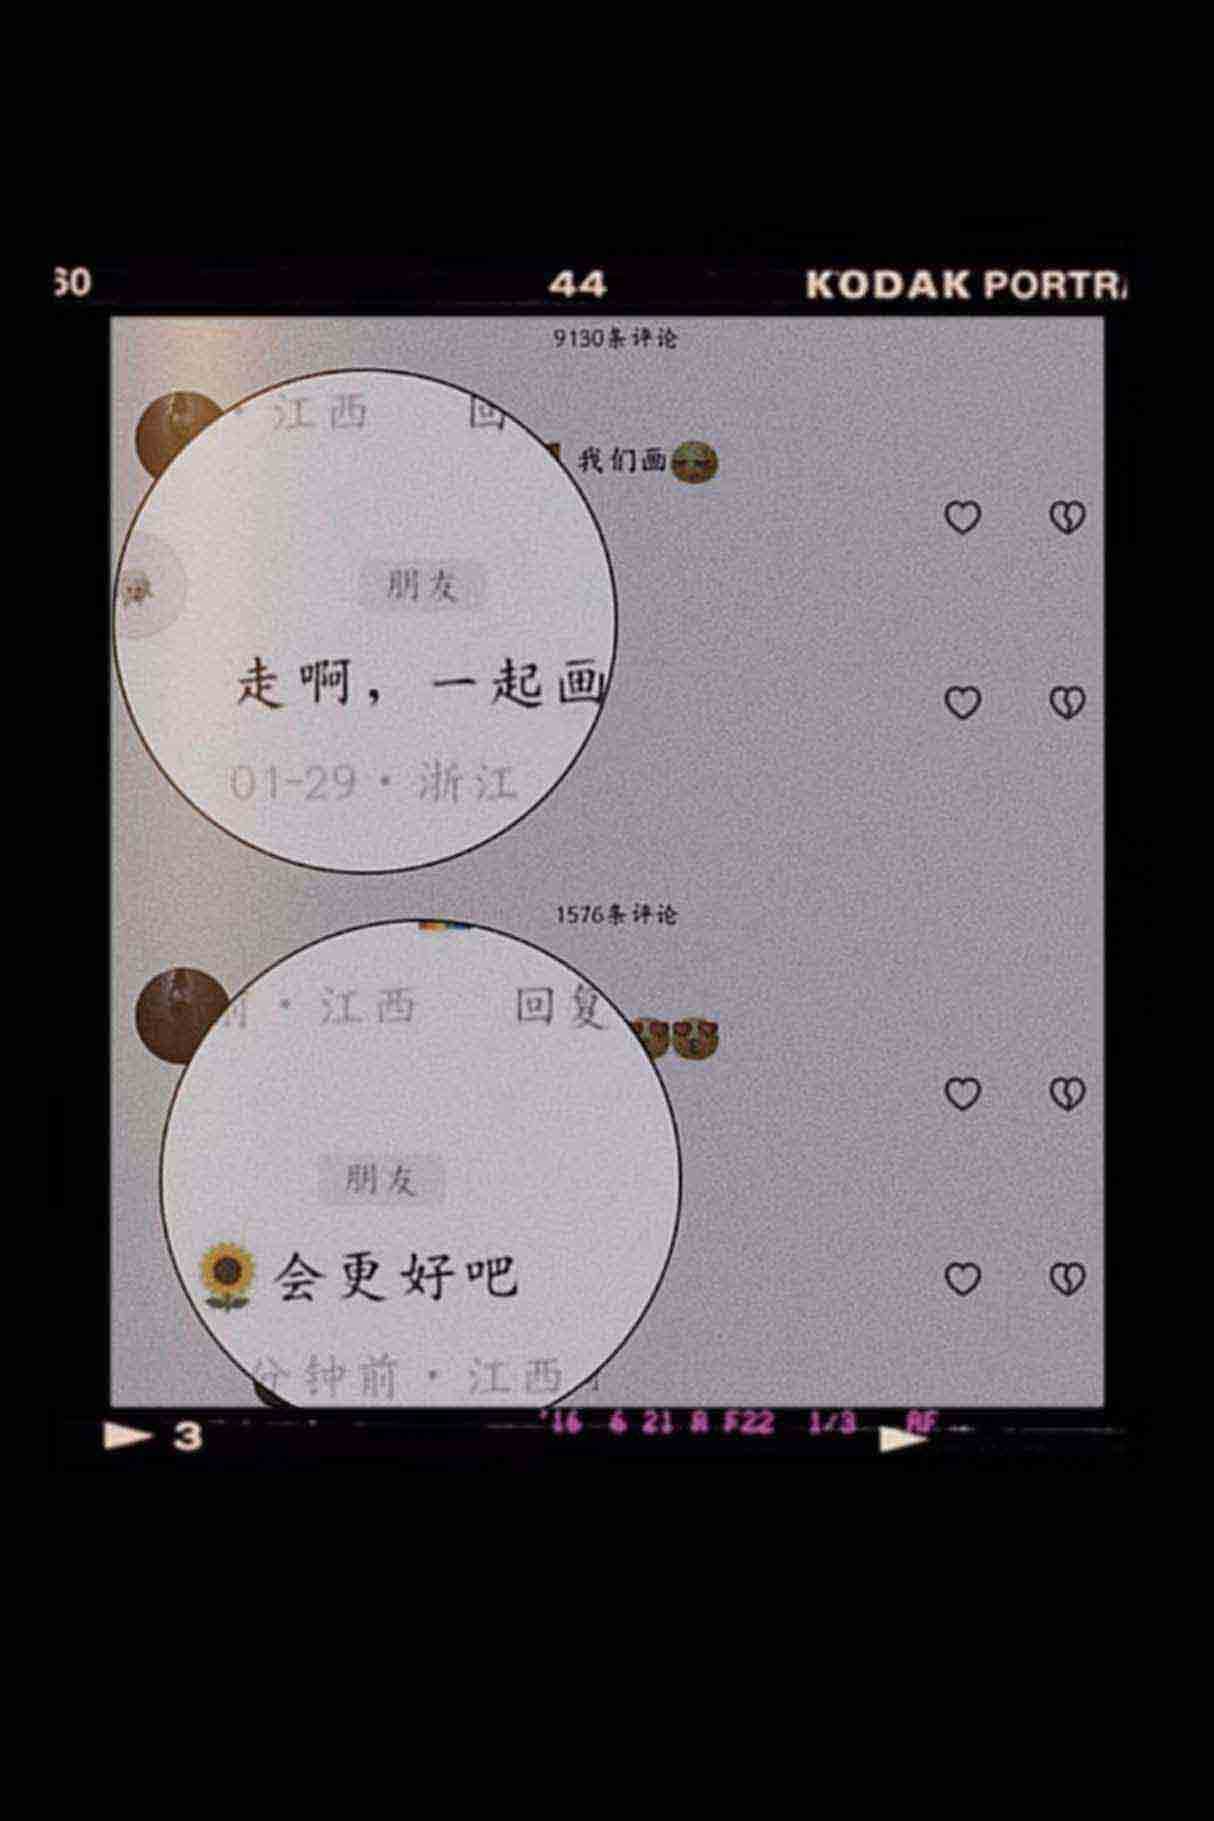 60 44 KODAK PORTR
9130条评论
· 江西 回
我们画
朋友
走啊，一起画
01-29 · 浙江
1576条评论
前 · 江西 回复
朋友
会更好吧
分钟前 · 江西
3 '16 6 21 A F22 1/3 AF